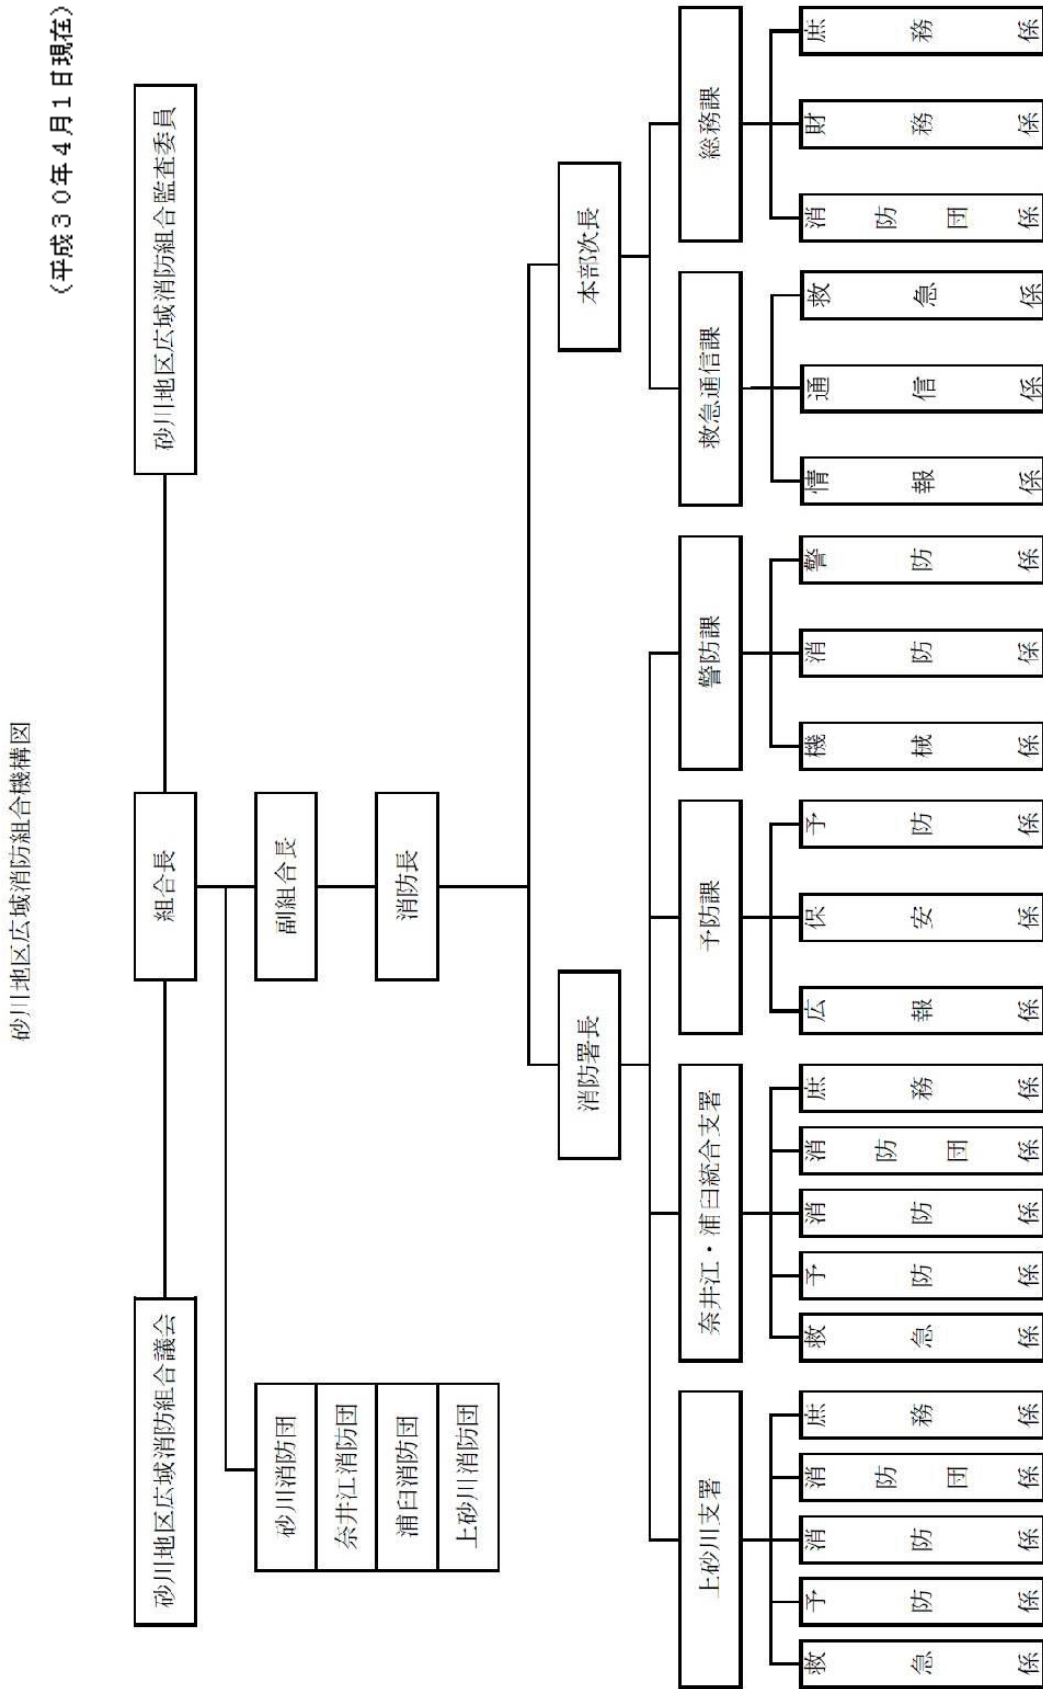 砂川地区広域消防組合機構図
（平成３０年４月１日現在）
砂川地区広域消防組合議会
組合長
砂川地区広域消防組合監査委員
副組合長
消防長
砂川消防団
奈井江消防団
浦臼消防団
上砂川消防団
消防署長
本部次長
上砂川支署
奈井江・浦臼統合支署
予防課
警防課
救急通信課
総務課
救急係
予防係
消防係
消防団係
庶務係
救急係
予防係
消防係
消防団係
庶務係
広報係
保安係
予防係
機械係
消防係
警防係
情報係
通信係
救急係
消防団係
財務係
庶務係